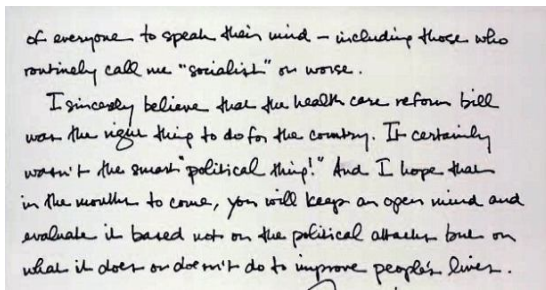 of everyone to speak their mind – including those who
routinely call me "socialist" or worse.
I sincerely believe that the health care reform bill
was the right thing to do for the country. It certainly
wasn't the smart "political thing!" And I hope that
in the months to come, you will keep an open mind and
evaluate it based not on the political attacks but on
what it does or doesn't do to improve people's lives.